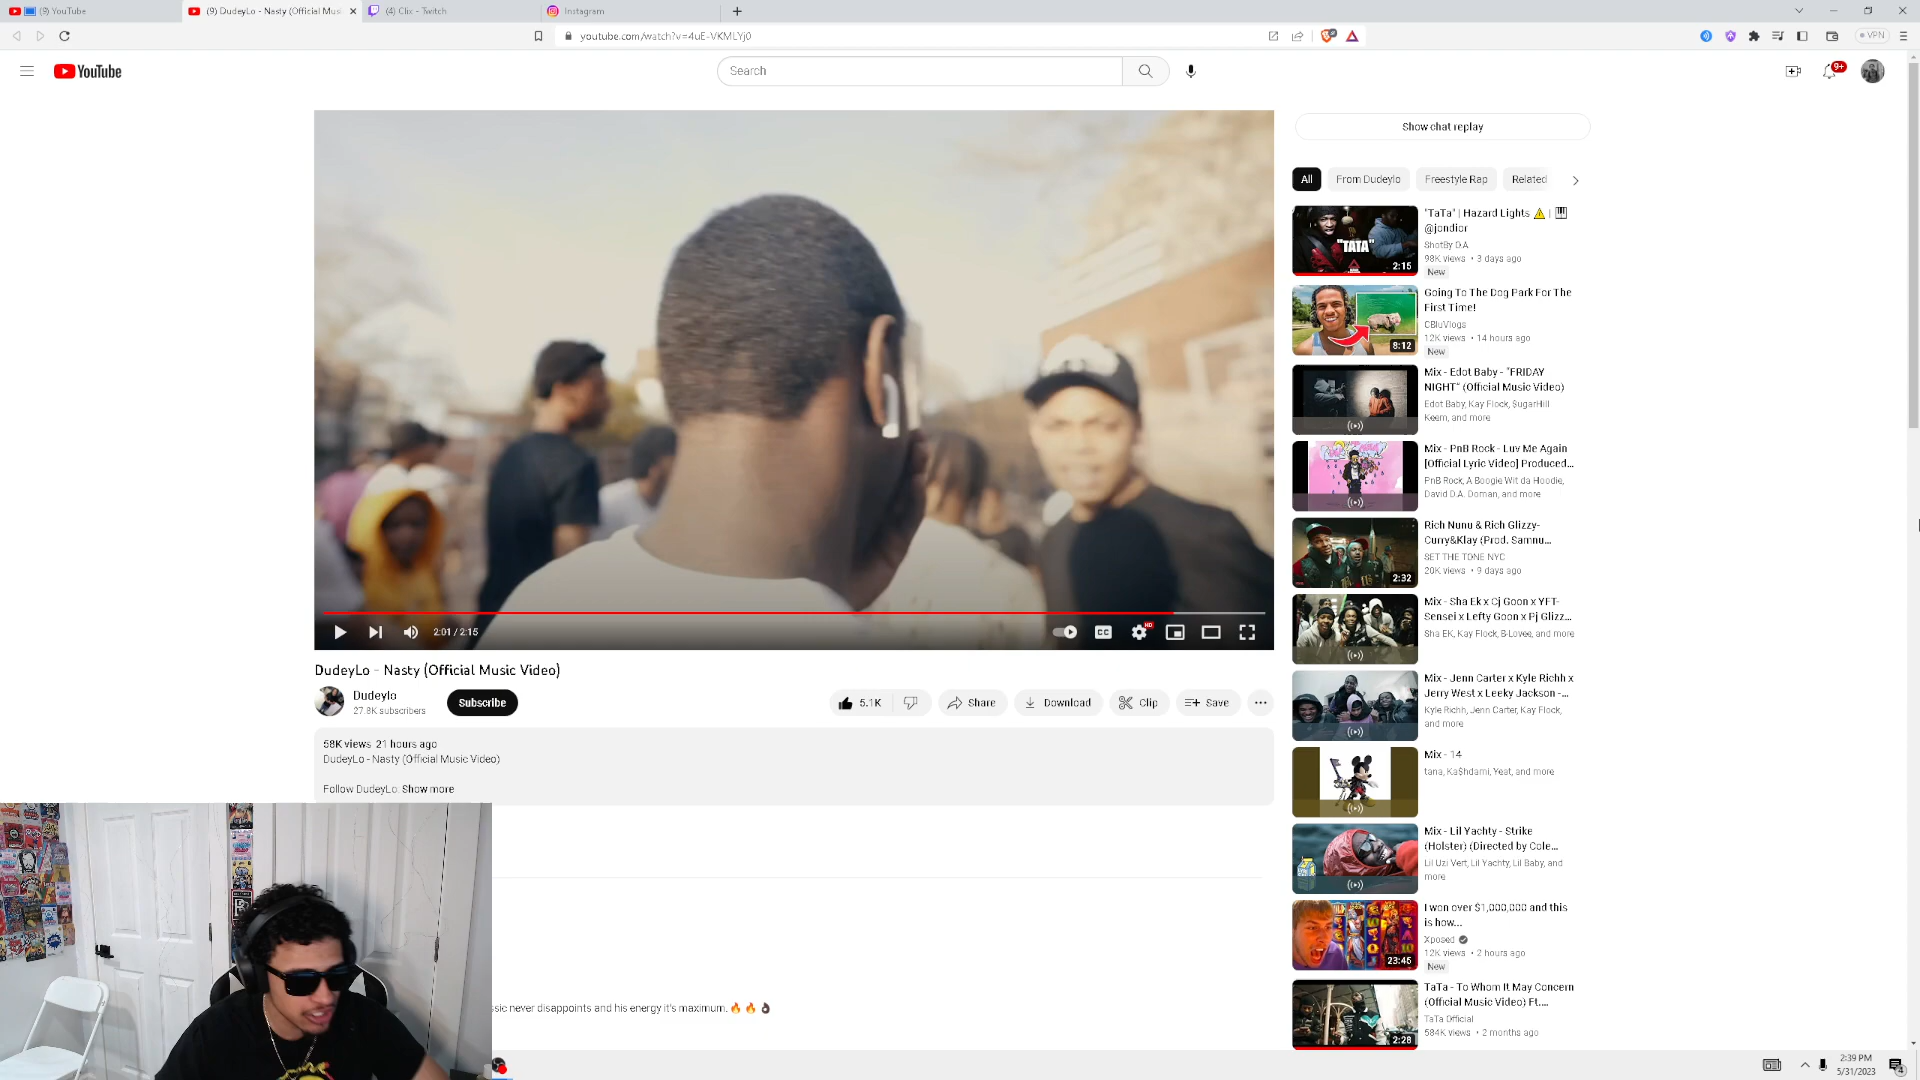 (9) YouTube
(9) DudeyLo - Nasty (Official Mus
(4) Clix - Twitch
Instagram
youtube.com/watch?v=4uE-VKMLYj0
VPN
YouTube
Search
9+
Show chat replay
All
From Dudeylo
Freestyle Rap
Related
"TATA"
2:15
"TaTa" | Hazard Lights ⚠️ | 🎹
@jondior
ShotBy D.A
98K views • 3 days ago
New
8:12
Going To The Dog Park For The
First Time!
CBluVlogs
12K views • 14 hours ago
New
Mix - Edot Baby - "FRIDAY
NIGHT" (Official Music Video)
Edot Baby, Kay Flock, $ugarHill
Keem, and more
Mix - PnB Rock - Luv Me Again
[Official Lyric Video] Produced...
PnB Rock, A Boogie Wit da Hoodie,
David D.A. Doman, and more
2:32
Rich Nunu & Rich Glizzy-
Curry&Klay (Prod. Samnu...
SET THE TONE NYC
20K views • 9 days ago
Mix - Sha Ek x Cj Goon x YFT-
Sensei x Lefty Goon x Pj Glizz...
Sha EK, Kay Flock, B-Lovee, and more
Mix - Jenn Carter x Kyle Richh x
Jerry West x Leeky Jackson -...
Kyle Richh, Jenn Carter, Kay Flock,
and more
Mix - 14
tana, Ka$hdami, Yeat, and more
Mix - Lil Yachty - Strike
(Holster) (Directed by Cole...
Lil Uzi Vert, Lil Yachty, Lil Baby, and
more
23:45
I won over $1,000,000 and this
is how...
Xposed
12K views • 2 hours ago
New
2:28
TaTa - To Whom It May Concern
(Official Music Video) Ft....
TaTa Official
584K views • 2 months ago
2:01 / 2:15
CC
HD
DudeyLo - Nasty (Official Music Video)
Dudeylo
27.8K subscribers
Subscribe
5.1K
Share
Download
Clip
Save
58K views 21 hours ago
DudeyLo - Nasty (Official Music Video)
Follow DudeyLo: Show more
ssic never disappoints and his energy it's maximum. 🔥 🔥 👌🏿
2:39 PM
5/31/2023
4